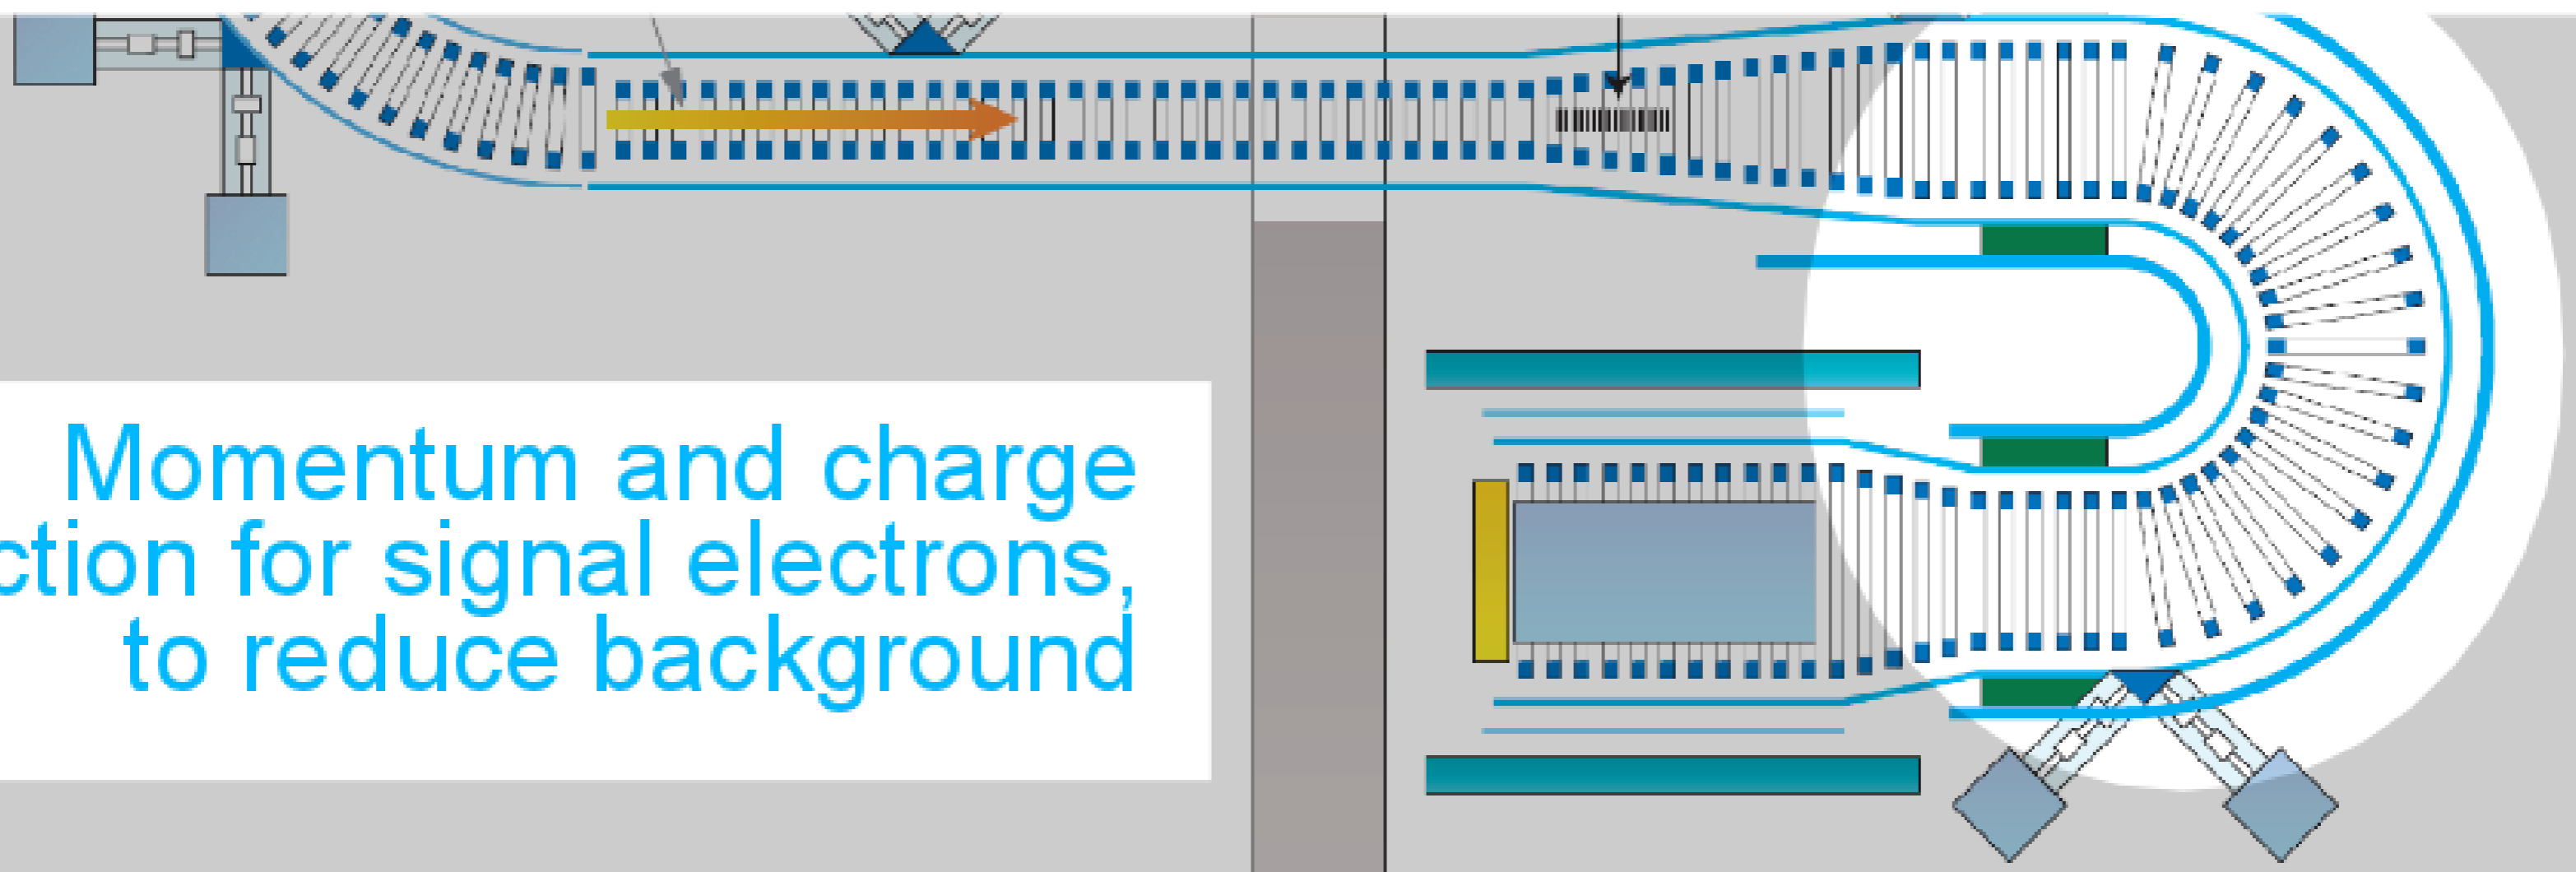 Momentum and charge
ction for signal electrons,
to reduce background